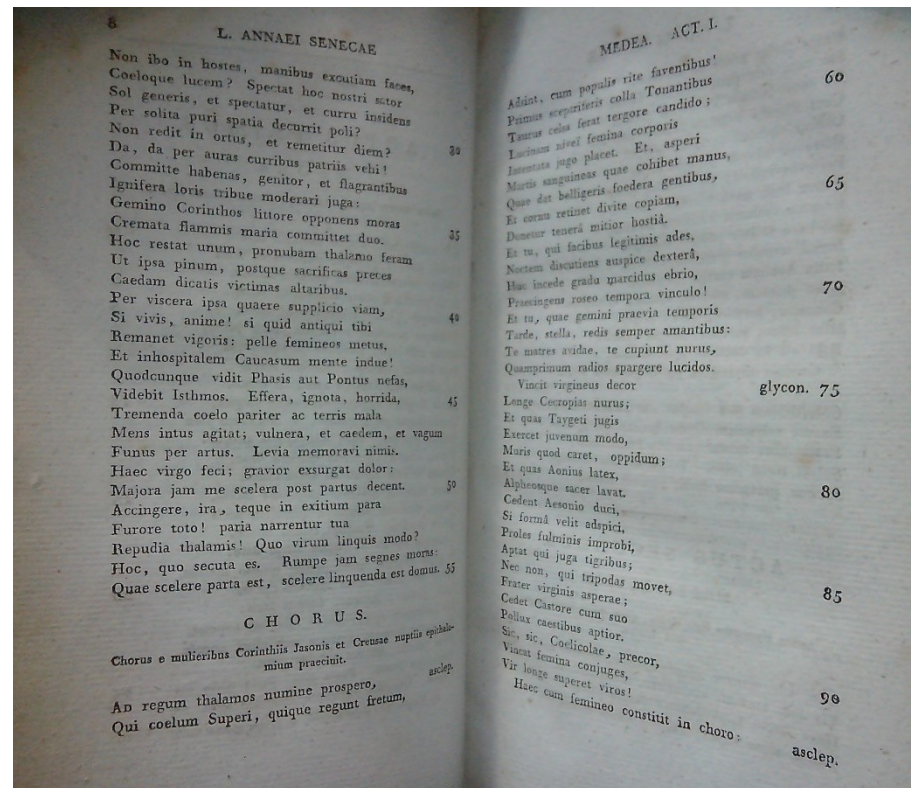 8
L. ANNAEI SENECAE
Non ibo in hostes, manibus excutiam faces,
Coeloque lucem? Spectat hoc nostri sator
Sol generis, et spectatur, et curru insidens
Per solita puri spatia decurrit poli?
Non redit in ortus, et remetitur diem? 30
Da, da per auras curribus patriis vehi!
Committe habenas, genitor, et flagrantibus
Ignifera loris tribue moderari juga:
Gemino Corinthos littore opponens moras
Cremata flammis maria committet duo. 35
Hoc restat unum, pronubam thalamo feram
Ut ipsa pinum, postque sacrificas preces
Caedam dicatis victimas altaribus.
Per viscera ipsa quaere supplicio viam,
Si vivis, anime! si quid antiqui tibi 40
Remanet vigoris: pelle femineos metus,
Et inhospitalem Caucasum mente indue!
Quodcunque vidit Phasis aut Pontus nefas,
Videbit Isthmos. Effera, ignota, horrida, 45
Tremenda coelo pariter ac terris mala
Mens intus agitat; vulnera, et caedem, et vagum
Funus per artus. Levia memoravi nimis.
Haec virgo feci; gravior exsurgat dolor:
Majora jam me scelera post partus decent. 50
Accingere, ira, teque in exitium para
Furore toto! paria narrentur tua
Repudia thalamis! Quo virum linquis modo?
Hoc, quo secuta es. Rumpe jam segnes moras:
Quae scelere parta est, scelere linquenda est domus. 55
CHORUS.
Chorus e mulieribus Corinthiis Jasonis et Creusae nuptiis epithala-
mium praecinit.
asclep.
Ad regum thalamos numine prospero,
Qui coelum Superi, quique regunt fretum,
MEDEA. ACT. I.
Adsint, cum populis rite faventibus! 60
Primus sceptriferis colla Tonantibus
Taurus celsa ferat tergore candido;
Lucinam nivei femina corporis
Intentata jugo placet. Et, asperi
Martis sanguineas quae cohibet manus,
Quae dat belligeris foedera gentibus, 65
Et cornu retinet divite copiam,
Donetur tenerâ mitior hostiâ.
Et tu, qui facibus legitimis ades,
Noctem discutiens auspice dexterâ,
Huc incede gradu marcidus ebrio, 70
Praecingens roseo tempora vinculo!
Et tu, quae gemini praevia temporis
Tarde, stella, redis semper amantibus:
Te matres avidae, te cupiunt nurus,
Quamprimum radios spargere lucidos.
Vincit virgineus decor glycon. 75
Longe Cecropias nurus;
Et quas Taygeti jugis
Exercet juvenum modo,
Muris quod caret, oppidum;
Et quas Aonius latex,
Alpheosque sacer lavat. 80
Cedent Aesonio duci,
Si formâ velit adspici,
Proles fulminis improbi,
Aptat qui juga tigribus;
Nec non, qui tripodas movet, 85
Frater virginis asperae;
Cedet Castore cum suo
Pollux caestibus aptior.
Sic, sic, Coelicolae, precor,
Vincat femina conjuges,
Vir longe superet viros! 90
Haec cum femineo constitit in choro;
asclep.